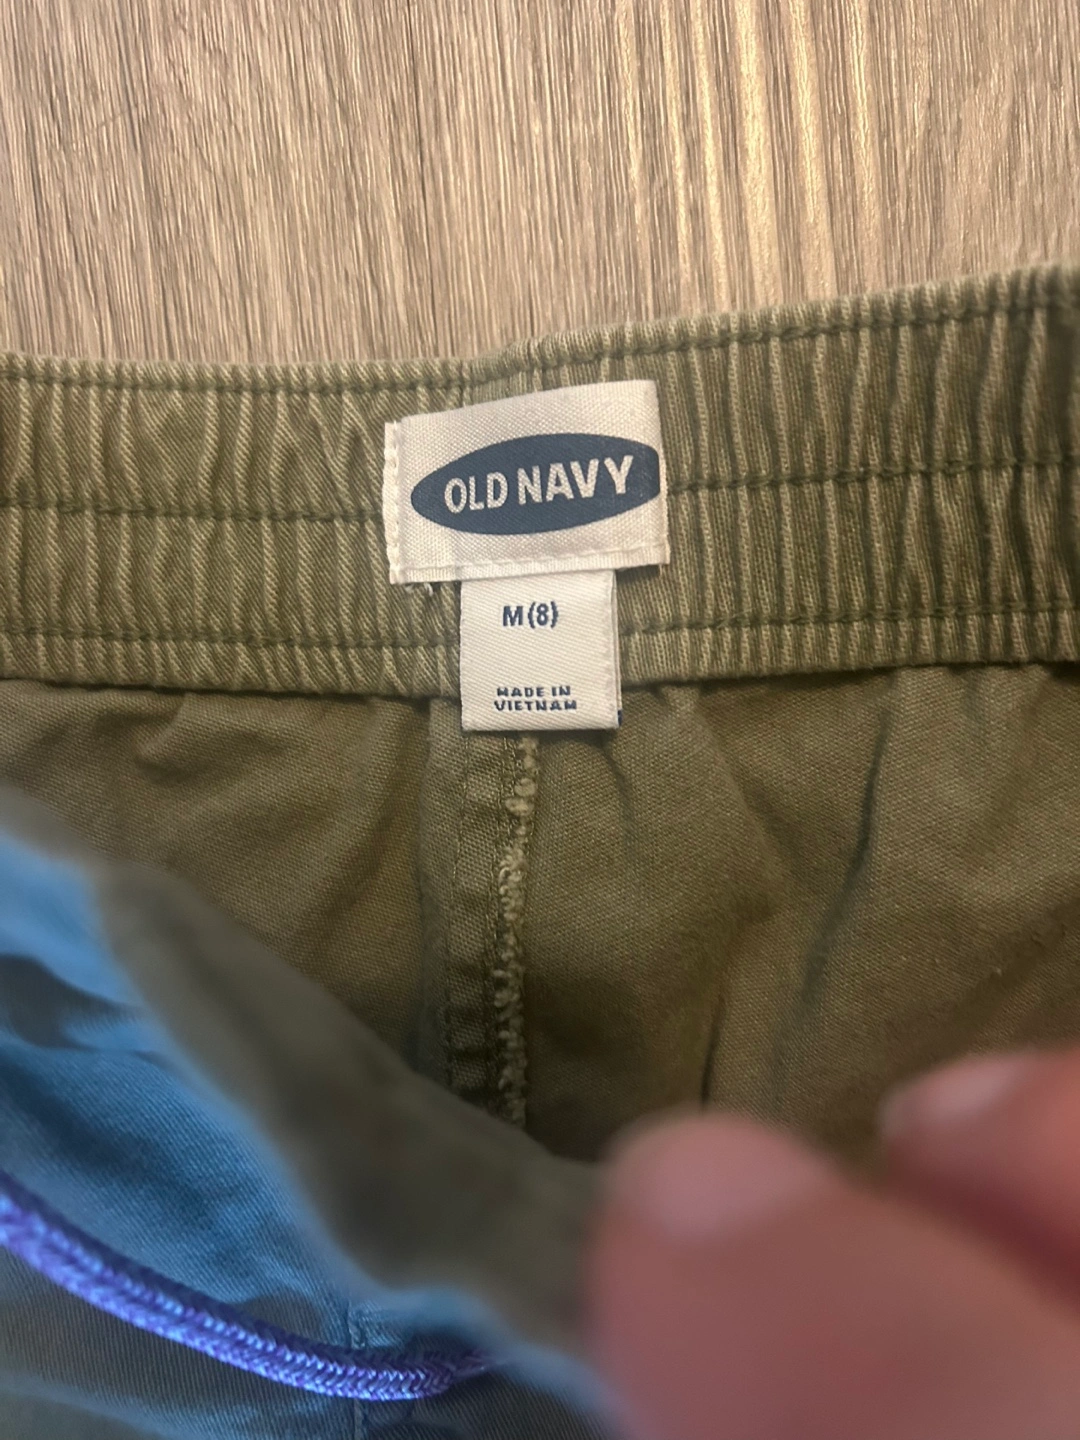 OLD NAVY
M (8)
MADE IN
VIETNAM